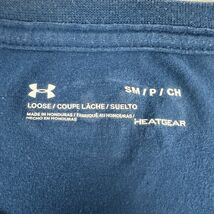 SM / P / CH
LOOSE / COUPE LÂCHE / SUELTO
MADE IN HONDURAS / FABRIQUÉ AU HONDURAS /
HECHO EN HONDURAS
HEATGEAR